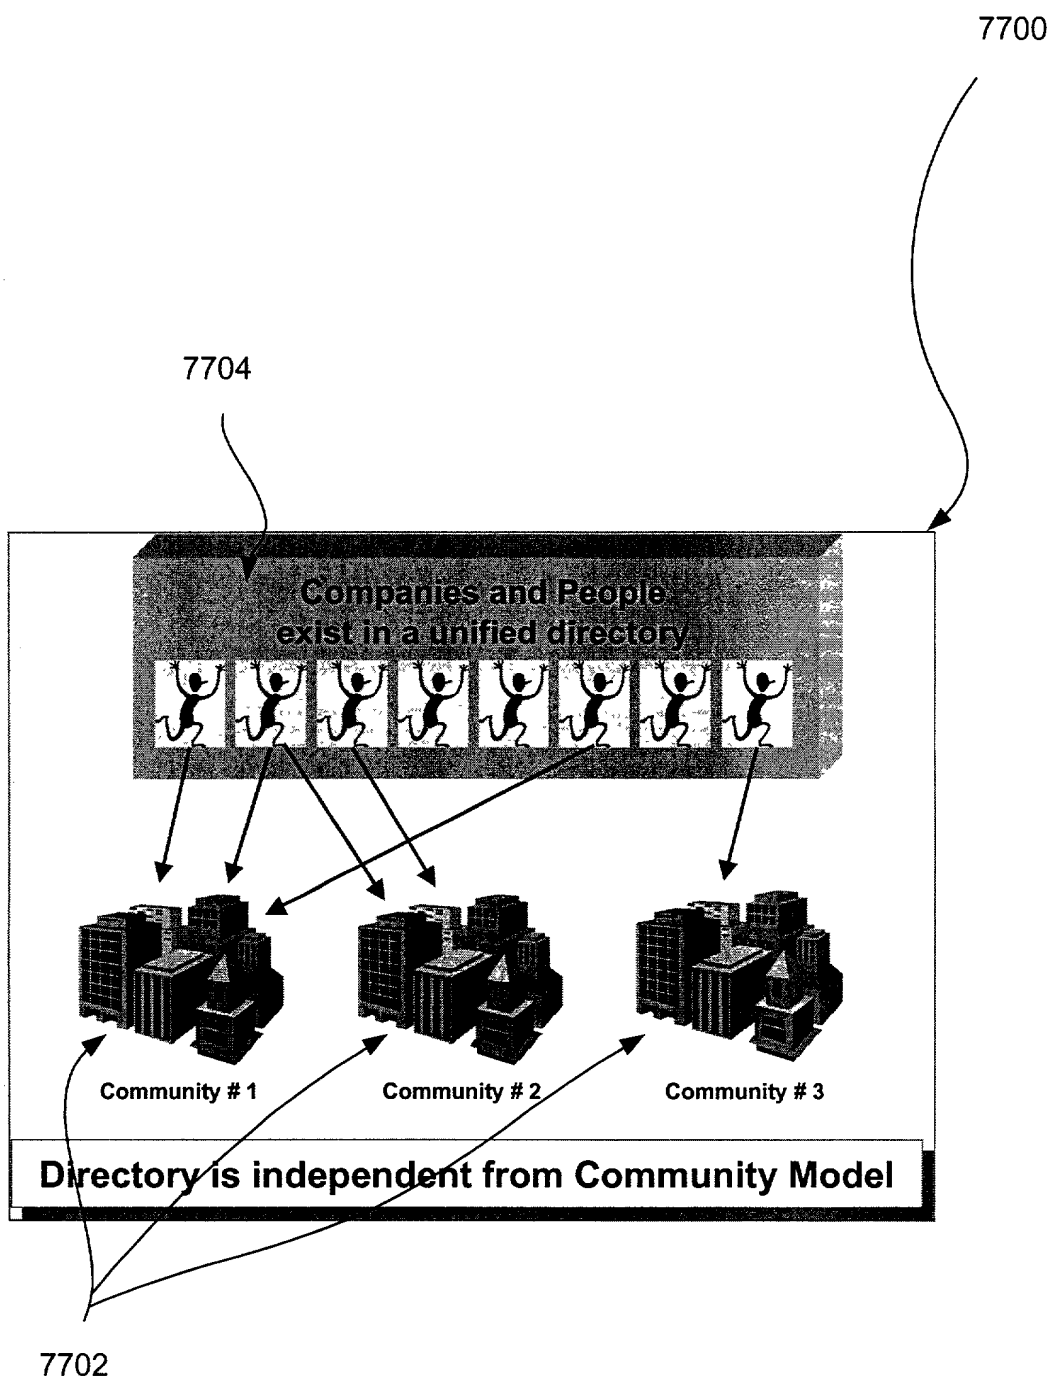 7700
7704
Companies and People
exist in a unified directory
Community # 1
Community # 2
Community # 3
Directory is independent from Community Model
7702